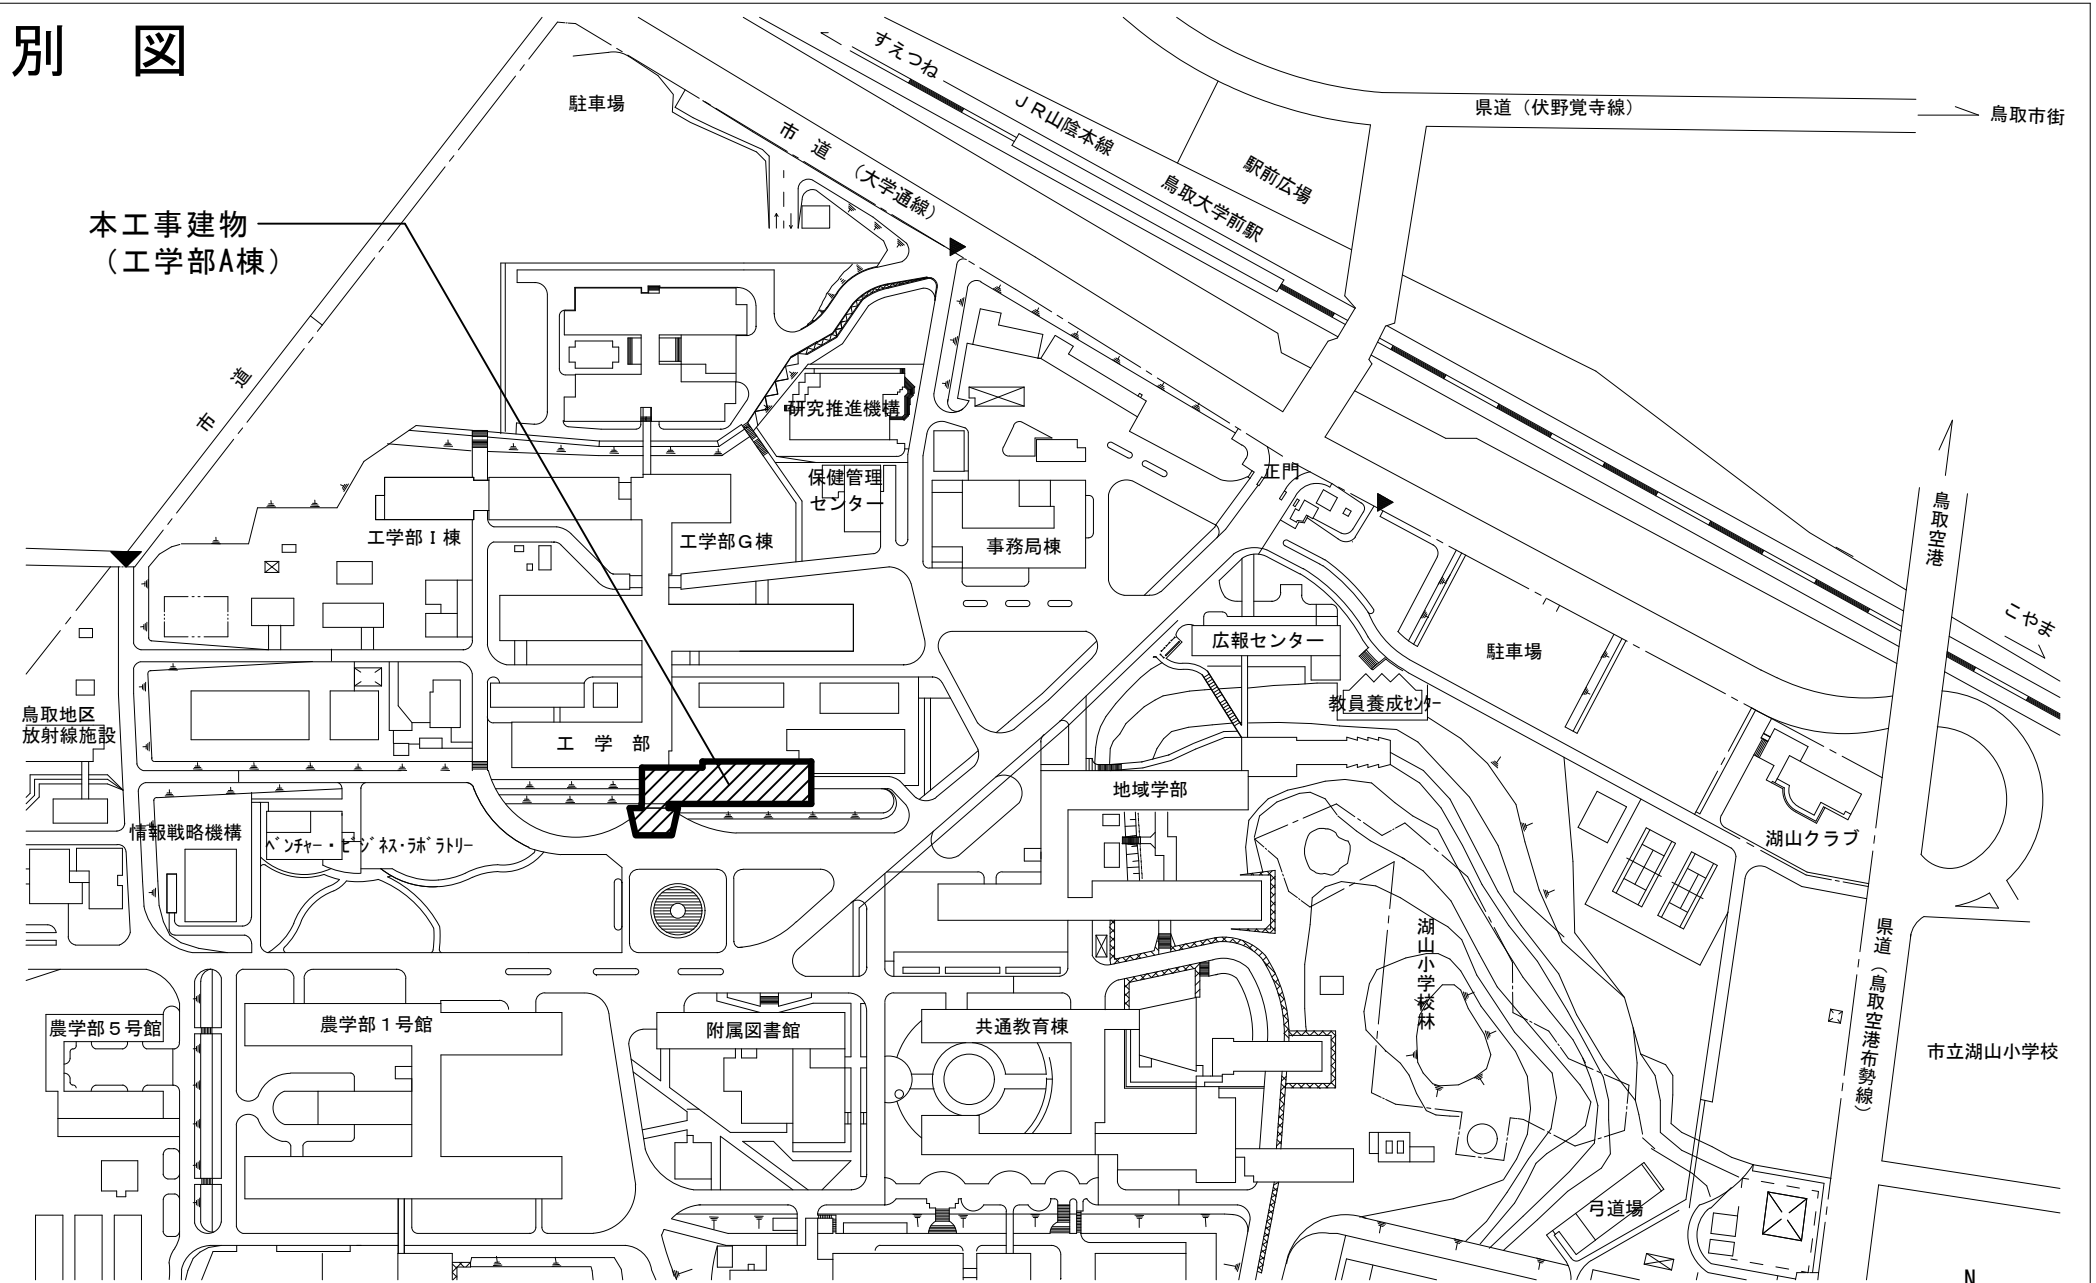 別　図
すえつね
ＪＲ山陰本線
県道（伏野覚寺線）
鳥取市街
駐車場
市　道
（大学通線）
駅前広場
鳥取大学前駅
本工事建物
（工学部A棟）
市　道
研究推進機構
正門
保健管理
センター
工学部Ｉ棟
工学部Ｇ棟
事務局棟
鳥取空港
こやま
広報センター
駐車場
教員養成ｾﾝﾀｰ
鳥取地区
放射線施設
工　学　部
地域学部
情報戦略機構
ﾍﾞﾝﾁｬｰ・ﾋﾞｼﾞﾈｽ・ﾗﾎﾞﾗﾄﾘｰ
湖山クラブ
湖山小学校林
県道（鳥取空港布勢線）
農学部５号館
農学部１号館
附属図書館
共通教育棟
市立湖山小学校
弓道場
N